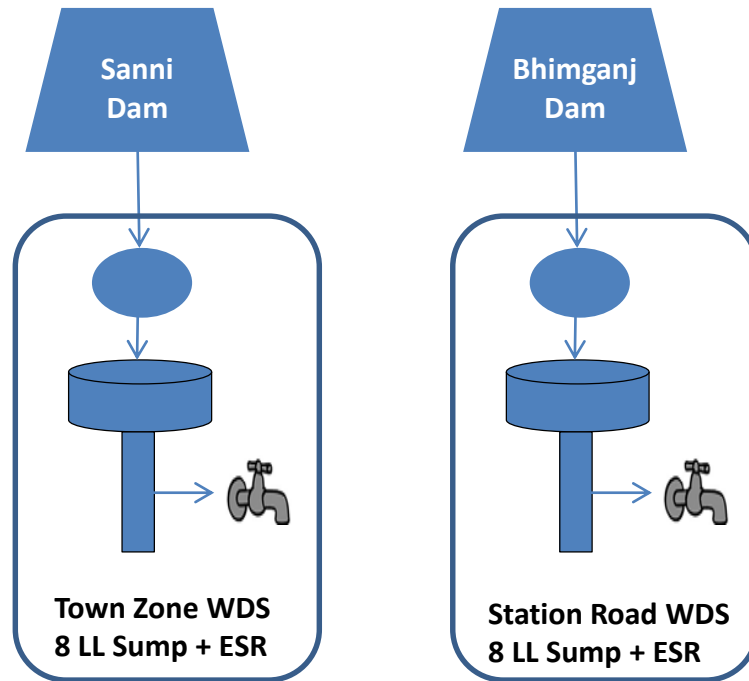 Sanni
Dam
Bhimganj
Dam
Town Zone WDS
8 LL Sump + ESR
Station Road WDS
8 LL Sump + ESR